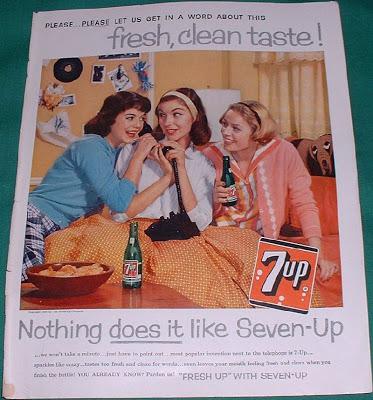 PLEASE...PLEASE LET US GET IN A WORD ABOUT THIS
fresh, clean taste!
7up
7up
Nothing does it like Seven-Up
...we won't take a minute...just have to point out...most popular invention next to the telephone is 7-Up...
sparkles like crazy...tastes too fresh and clean for words...even leaves your mouth feeling fresh and clean when you
finish the bottle! YOU ALREADY KNOW? Pardon us! "FRESH UP" WITH SEVEN-UP